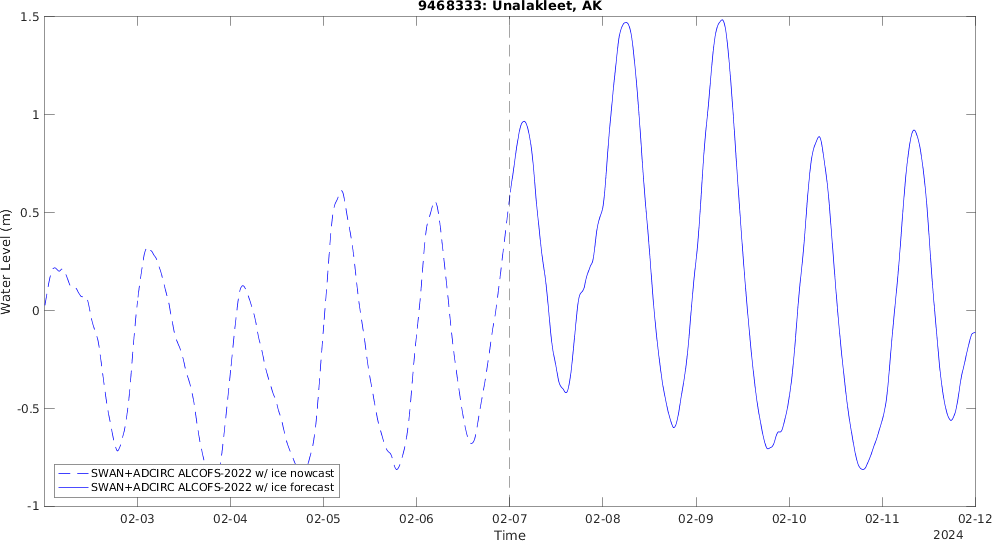 9468333: Unalakleet, AK
1.5
1
0.5
0
-0.5
-1
Water Level (m)
SWAN+ADCIRC ALCOFS-2022 w/ ice nowcast
SWAN+ADCIRC ALCOFS-2022 w/ ice forecast
02-03 02-04 02-05 02-06 02-07 02-08 02-09 02-10 02-11 02-12
Time
2024